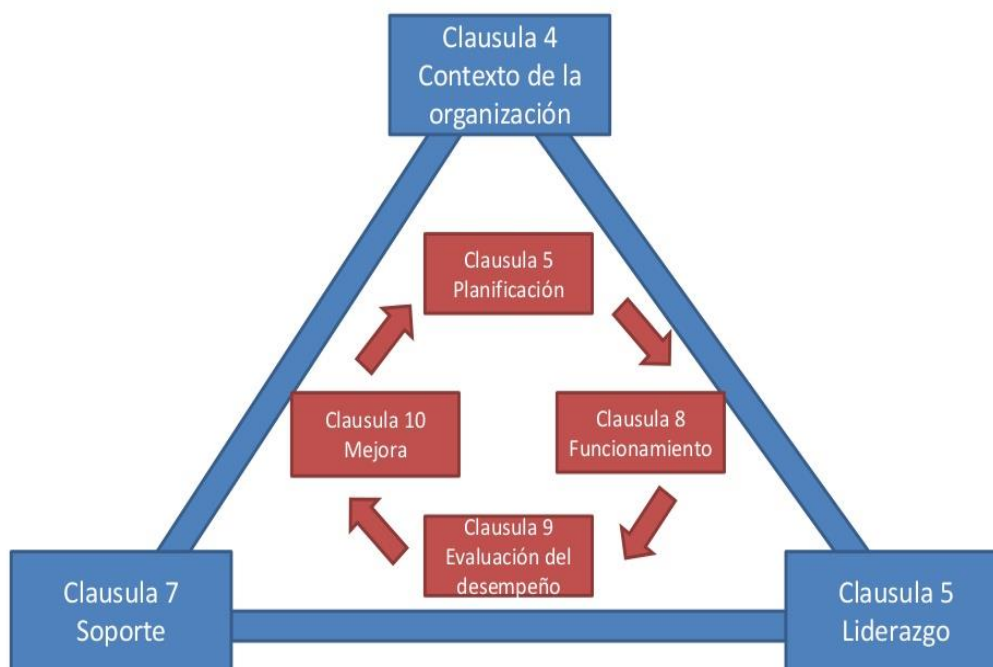 Clausula 4
Contexto de la
organización
Clausula 5
Planificación
Clausula 10
Mejora
Clausula 8
Funcionamiento
Clausula 9
Evaluación del
desempeño
Clausula 7
Soporte
Clausula 5
Liderazgo